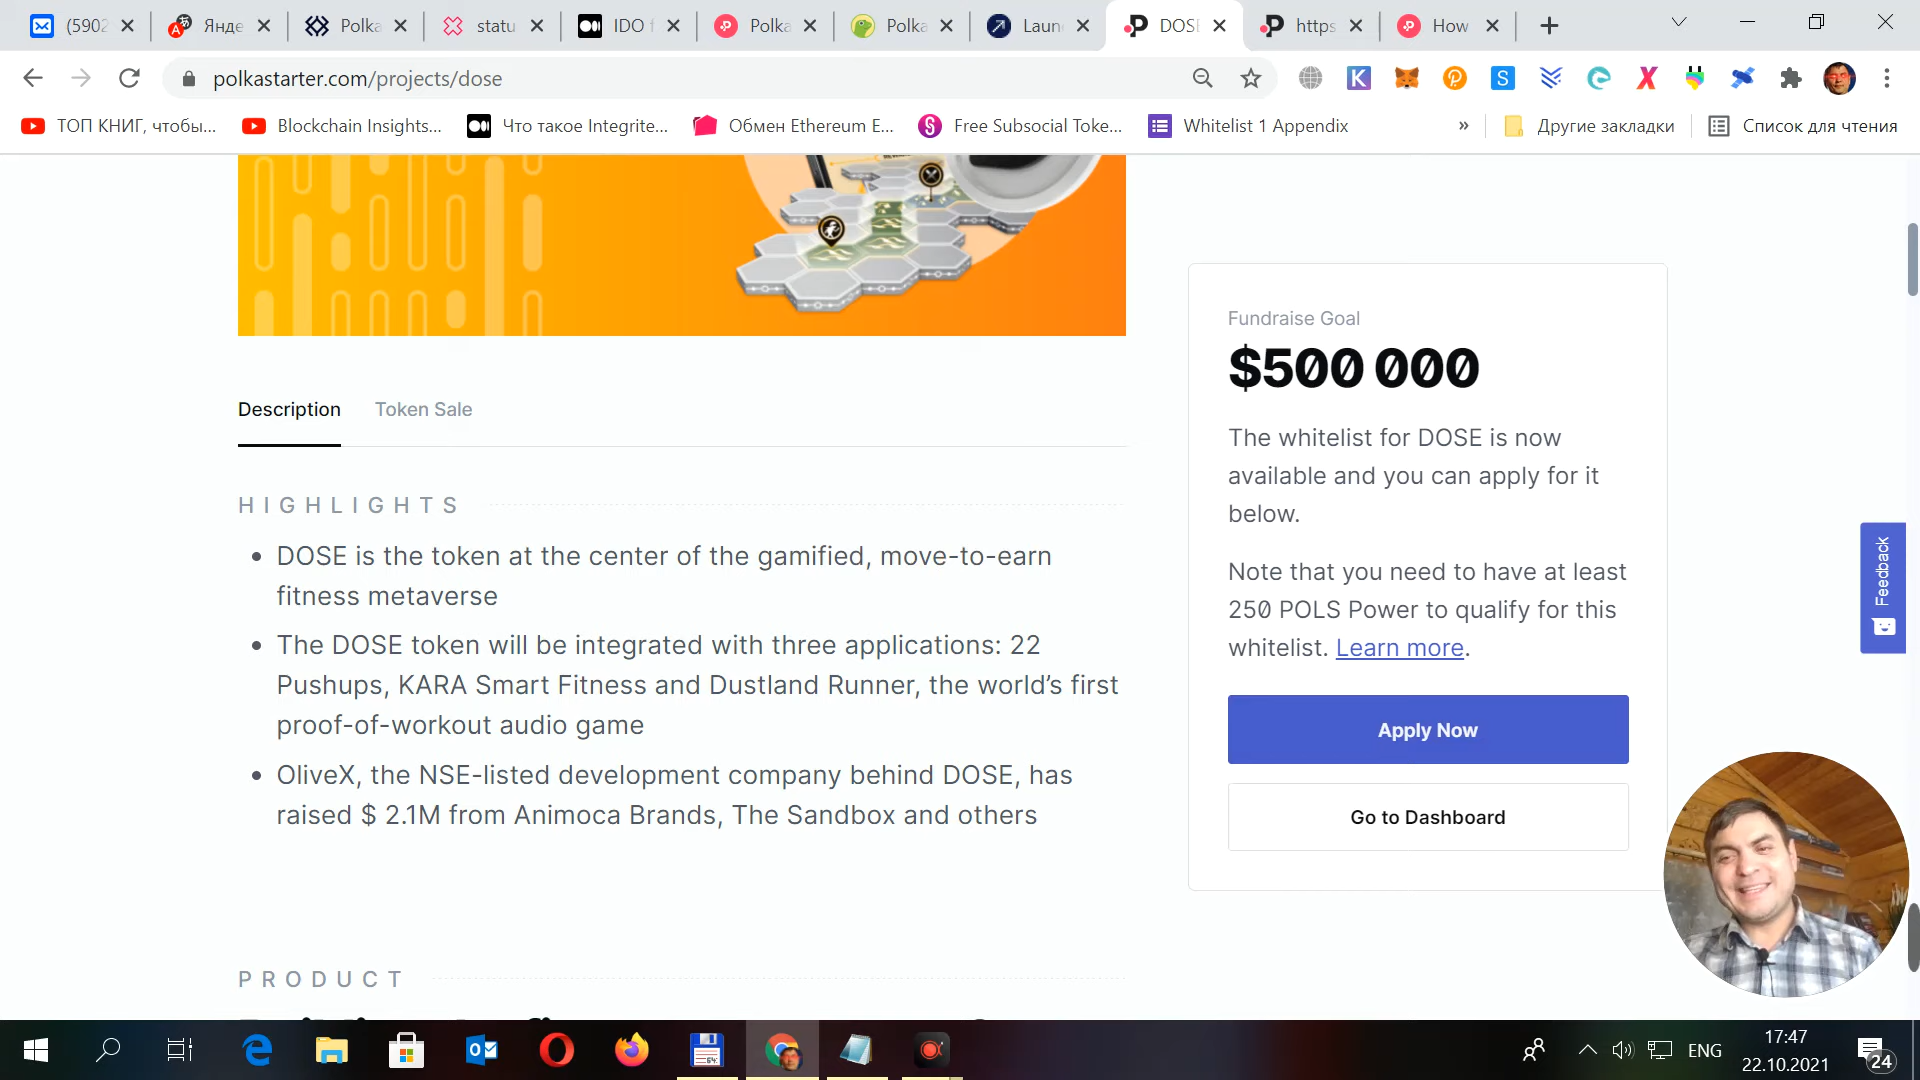 (5902
Яндe
Polka
statu
IDO f
Polka
Polka
Laun
DOSE
https
How
polkastarter.com/projects/dose
ТОП КНИГ, чтобы...
Blockchain Insights...
Что такое Integrite...
Обмен Ethereum E...
Free Subsocial Toke...
Whitelist 1 Appendix
»
Другие закладки
Список для чтения
Fundraise Goal
$500 000
The whitelist for DOSE is now
available and you can apply for it
below.
Note that you need to have at least
250 POLS Power to qualify for this
whitelist. Learn more.
Apply Now
Go to Dashboard
Description
Token Sale
HIGHLIGHTS
• DOSE is the token at the center of the gamified, move-to-earn
fitness metaverse
• The DOSE token will be integrated with three applications: 22
Pushups, KARA Smart Fitness and Dustland Runner, the world's first
proof-of-workout audio game
• OliveX, the NSE-listed development company behind DOSE, has
raised $ 2.1M from Animoca Brands, The Sandbox and others
PRODUCT
Feedback
ENG
17:47
22.10.2021
24